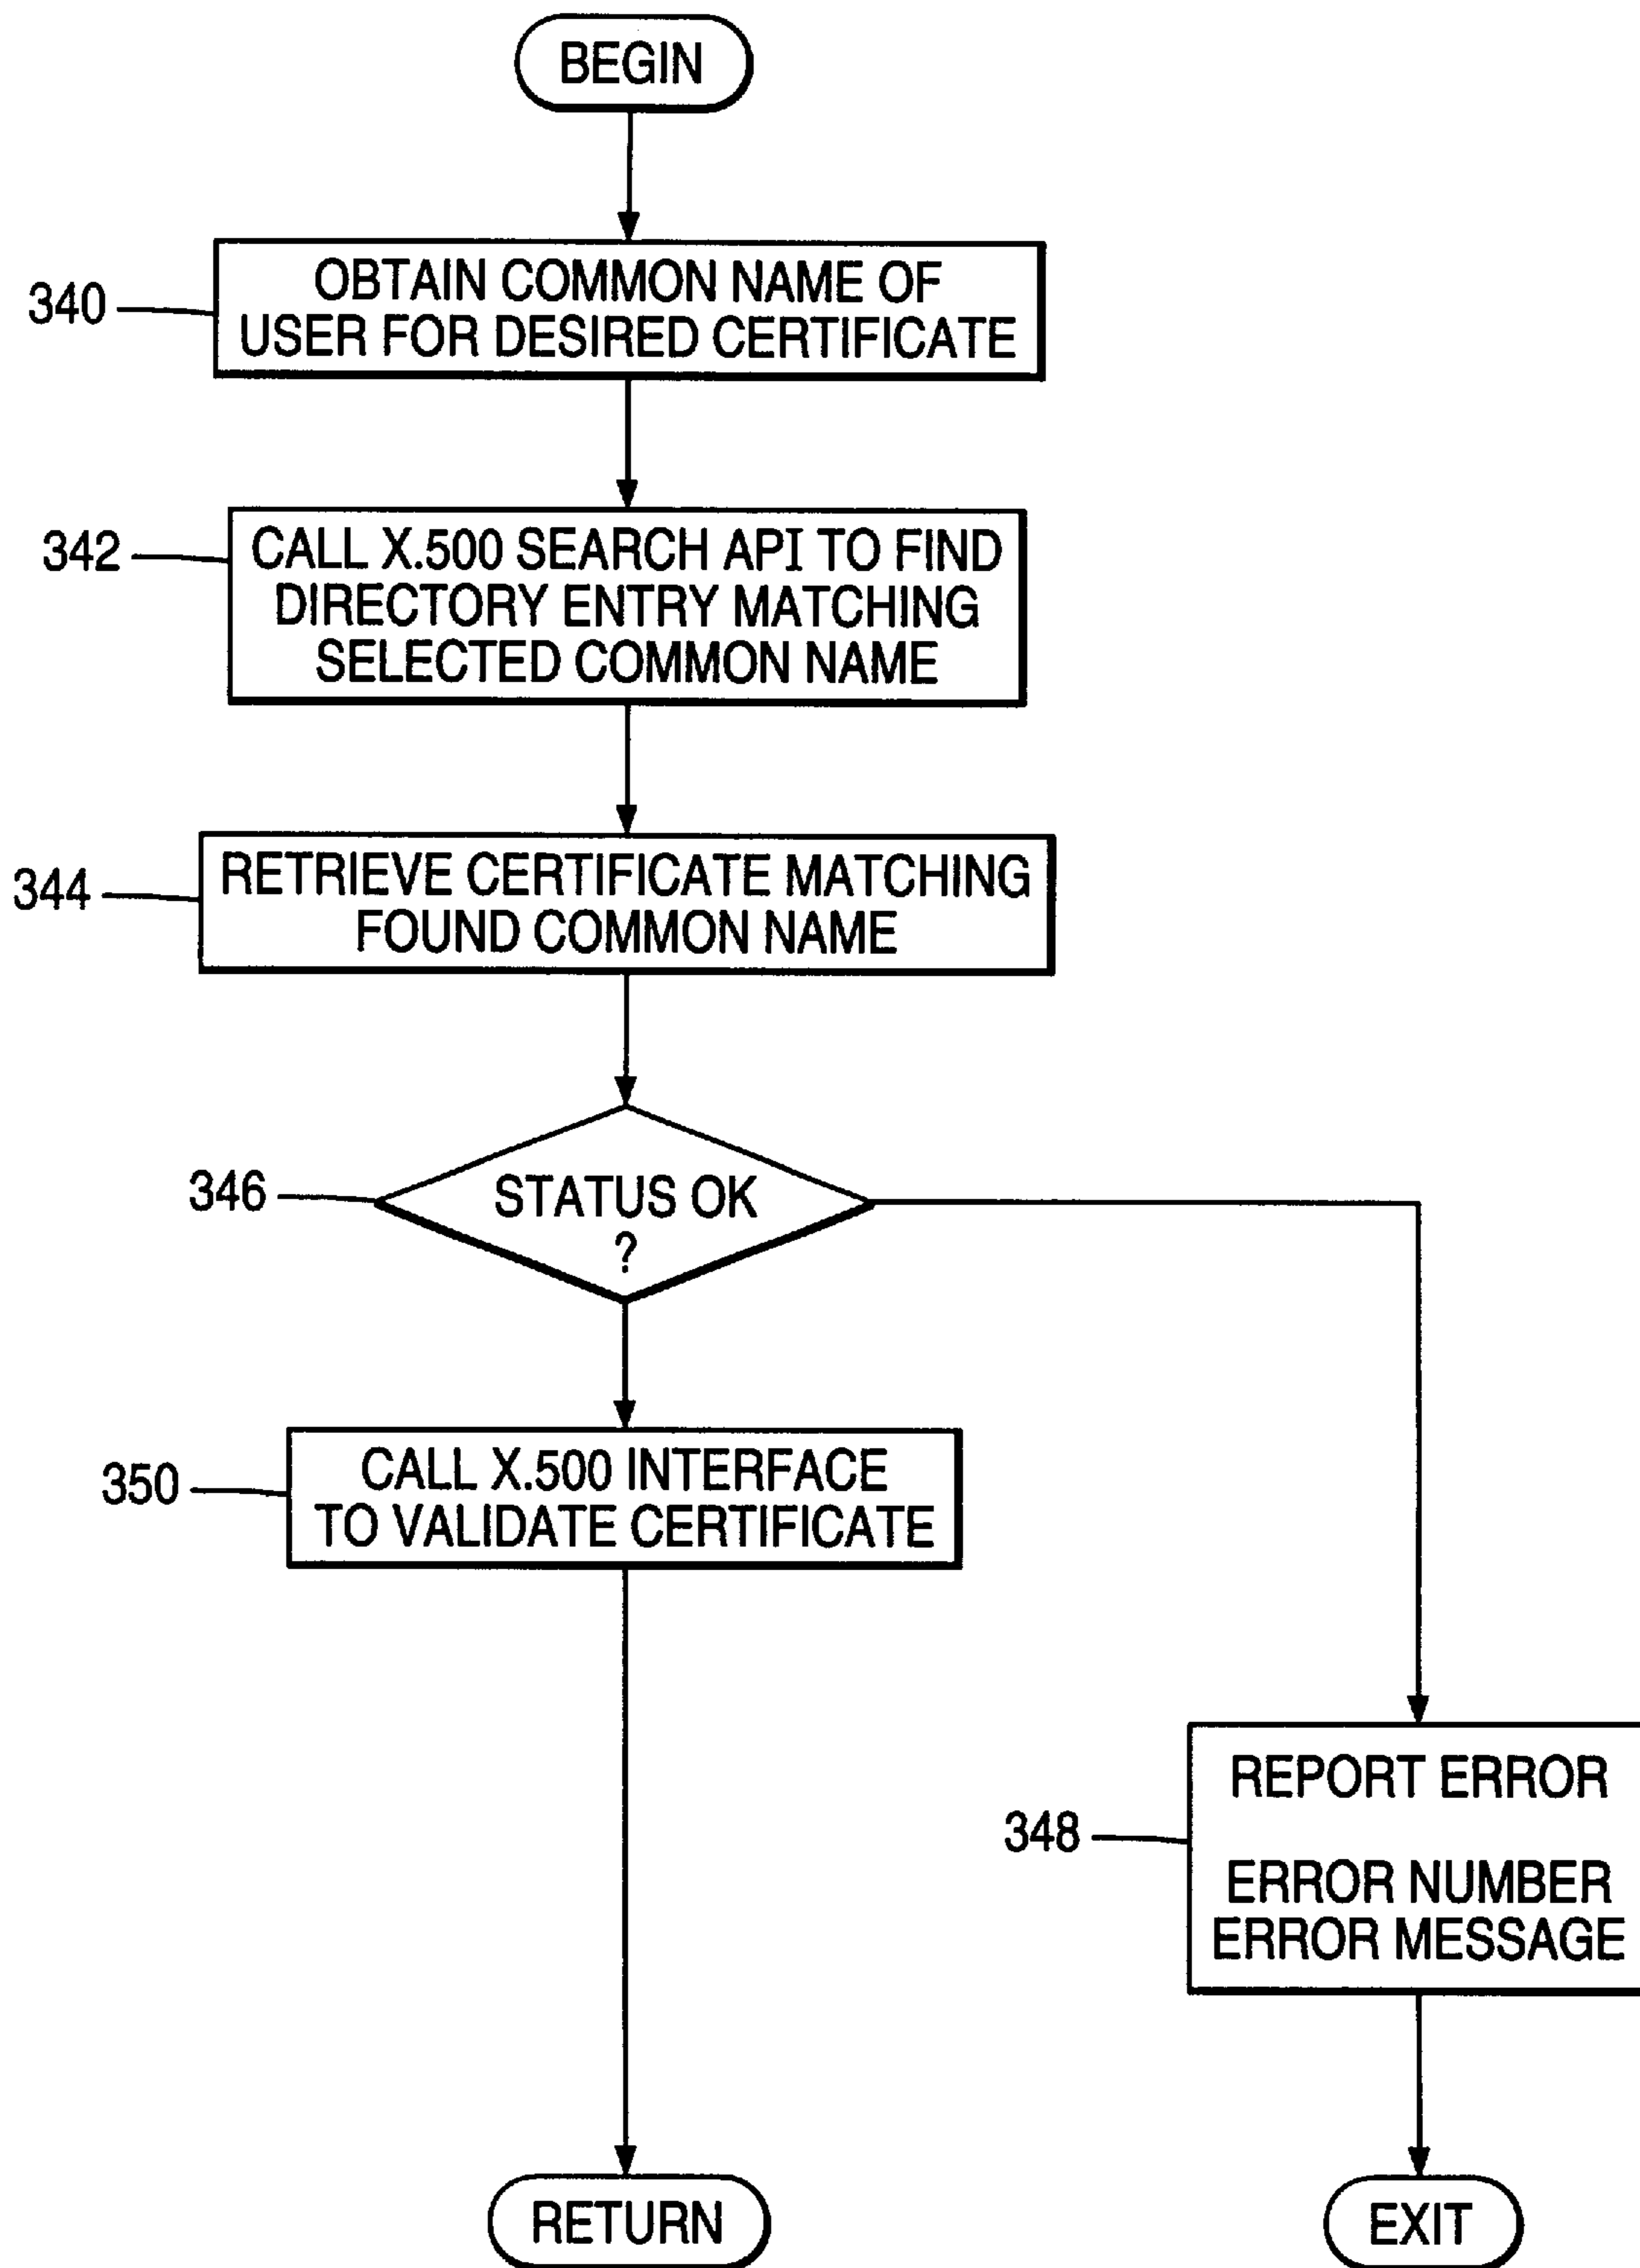 BEGIN
340
OBTAIN COMMON NAME OF
USER FOR DESIRED CERTIFICATE
342
CALL X.500 SEARCH API TO FIND
DIRECTORY ENTRY MATCHING
SELECTED COMMON NAME
344
RETRIEVE CERTIFICATE MATCHING
FOUND COMMON NAME
346
STATUS OK
?
350
CALL X.500 INTERFACE
TO VALIDATE CERTIFICATE
348
REPORT ERROR
ERROR NUMBER
ERROR MESSAGE
RETURN
EXIT